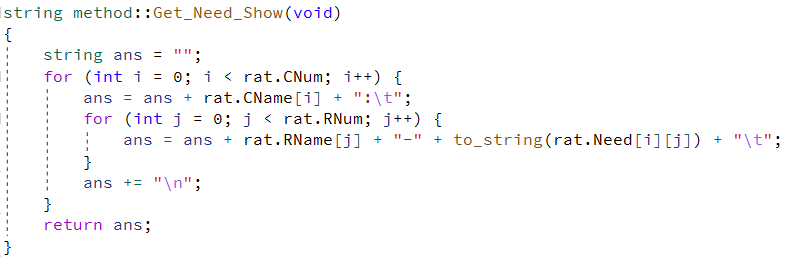 string method::Get_Need_Show(void)
{
    string ans = "";
    for (int i = 0; i < rat.CNum; i++) {
        ans = ans + rat.CName[i] + ":\t";
        for (int j = 0; j < rat.RNum; j++) {
            ans = ans + rat.RName[j] + "-" + to_string(rat.Need[i][j]) + "\t";
        }
        ans += "\n";
    }
    return ans;
}